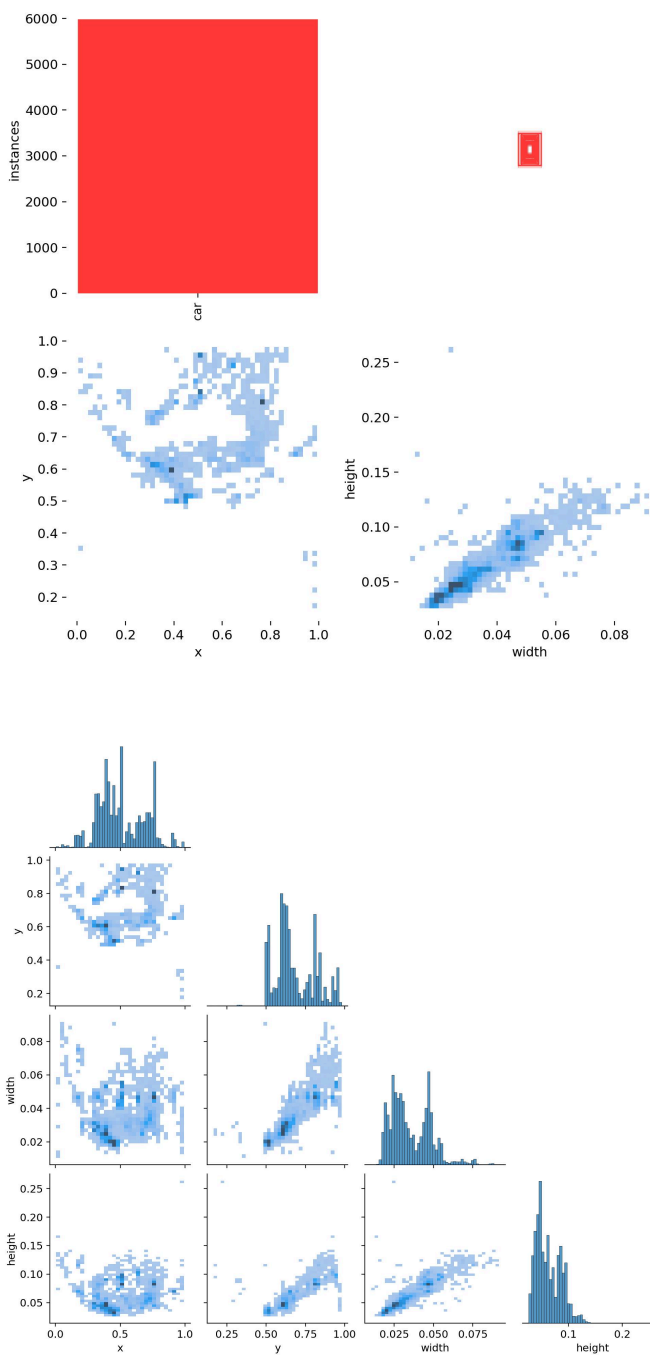 6000
5000
4000
3000
2000
1000
0
instances
car
1.0
0.9
0.8
0.7
0.6
0.5
0.4
0.3
0.2
y
0.0 0.2 0.4 0.6 0.8 1.0
x
0.25
0.20
0.15
0.10
0.05
height
0.02 0.04 0.06 0.08
width
1.0
0.8
0.6
0.4
0.2
y
0.08
0.06
0.04
0.02
width
0.25
0.20
0.15
0.10
0.05
height
0.0 0.5 1.0
x
0.25 0.50 0.75 1.00
y
0.025 0.050 0.075
width
0.1 0.2
height